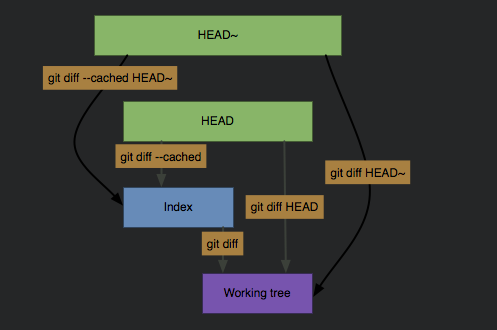 HEAD~
git diff --cached HEAD~
HEAD
git diff --cached
git diff HEAD~
Index
git diff HEAD
git diff
Working tree